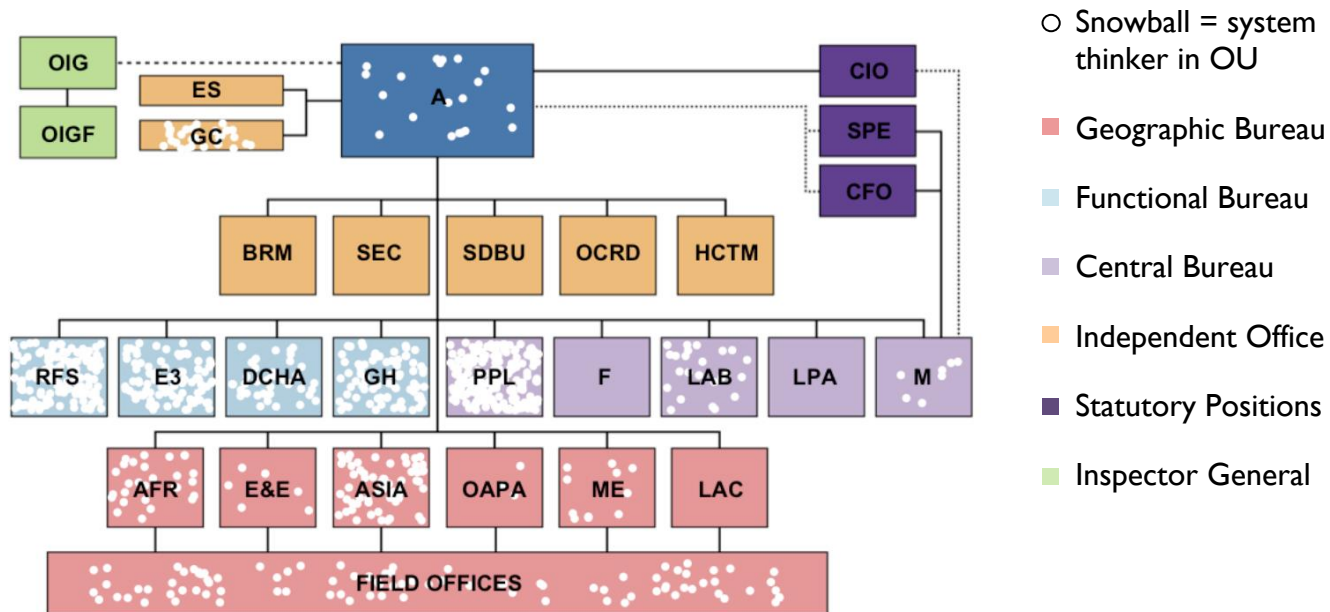 OIG
OIGF
ES
GC
A
CIO
SPE
CFO
BRM
SEC
SDBU
OCRD
HCTM
RFS
E3
DCHA
GH
PPL
F
LAB
LPA
M
AFR
E&E
ASIA
OAPA
ME
LAC
FIELD OFFICES
Snowball = system
thinker in OU
Geographic Bureau
Functional Bureau
Central Bureau
Independent Office
Statutory Positions
Inspector General